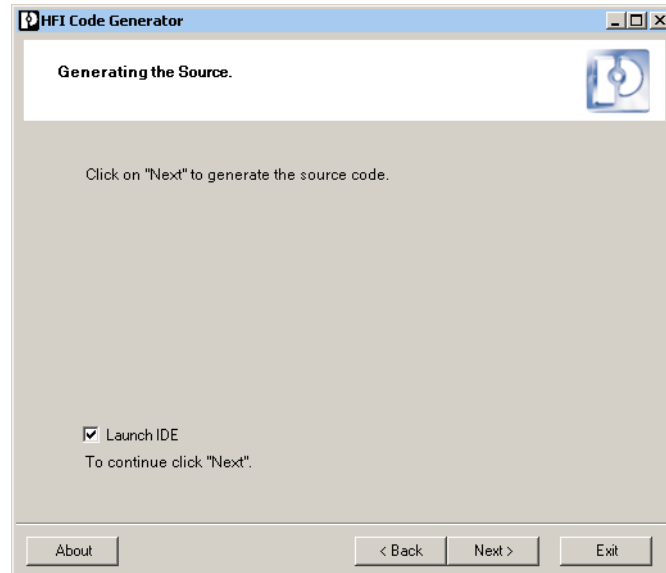 HFI Code Generator
Generating the Source.
Click on "Next" to generate the source code.
Launch IDE
To continue click "Next".
About
< Back
Next >
Exit